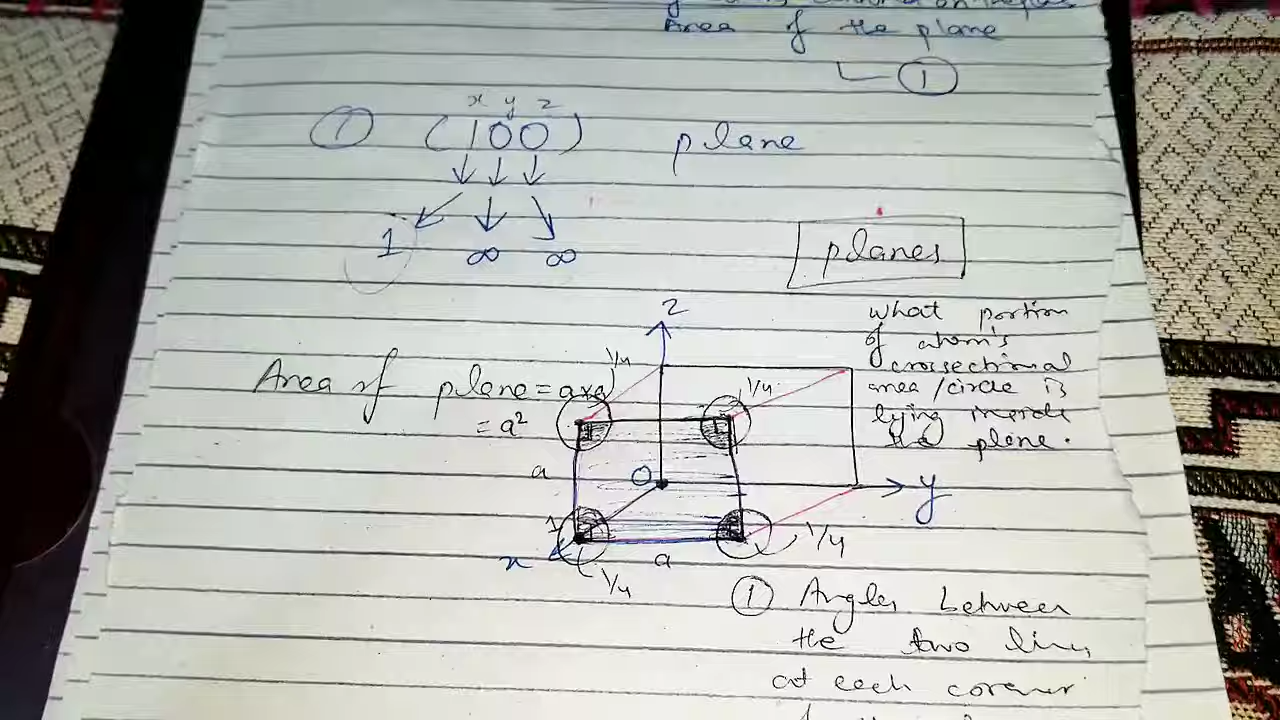 Area of the plane
①
x y z
① (100) plane
1 ∞ ∞
planes
z
what portion
of atom's
crossectional
area/circle is
lying inside
the plane.
1/4
1/4
Area of plane = a×a
= a²
a
O
y
1
x
a
1/4
1/4
① Angles between
the two lines
at each corner